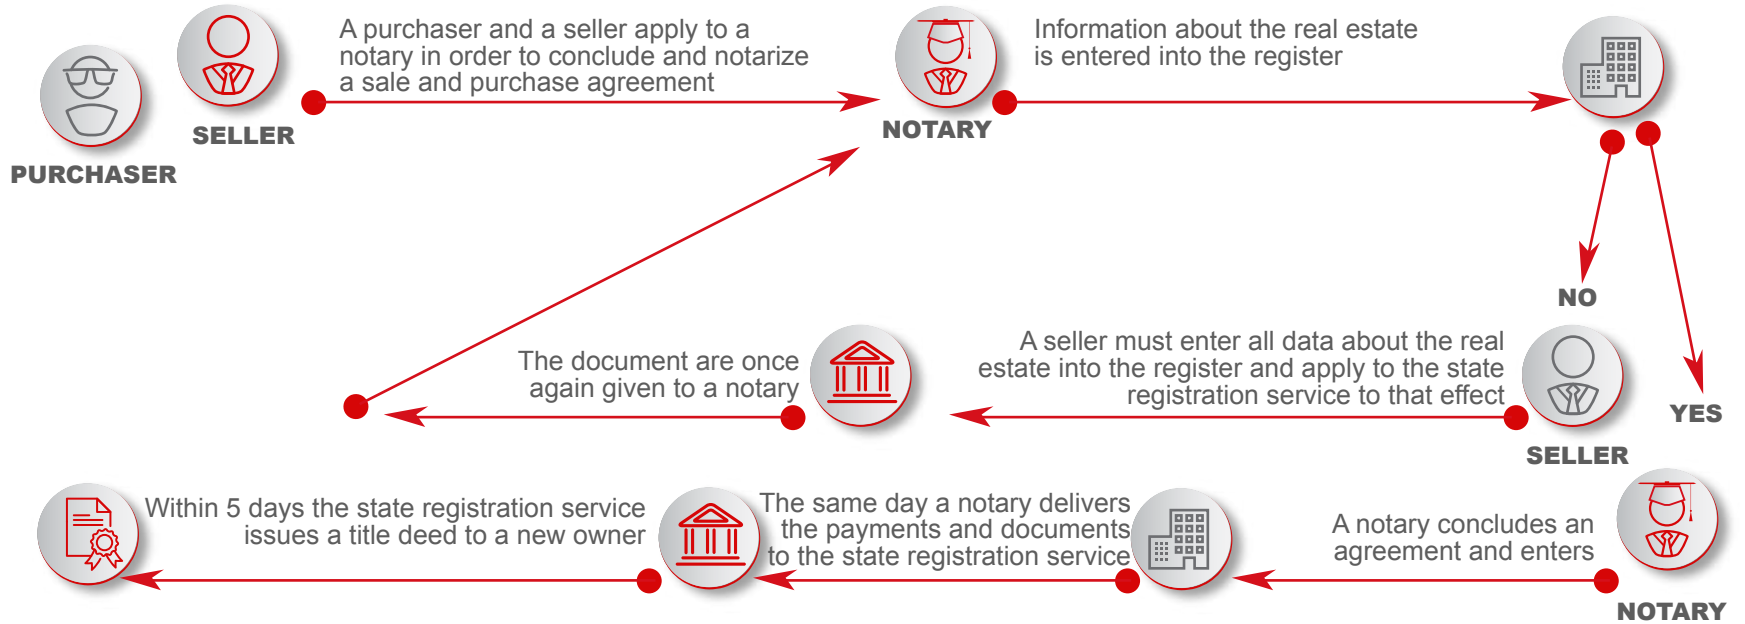 A purchaser and a seller apply to a
notary in order to conclude and notarize
a sale and purchase agreement
SELLER
PURCHASER
NOTARY
Information about the real estate
is entered into the register
NO
YES
A seller must enter all data about the real
estate into the register and apply to the state
registration service to that effect
SELLER
The document are once
again given to a notary
A notary concludes an
agreement and enters
NOTARY
The same day a notary delivers
the payments and documents
to the state registration service
Within 5 days the state registration service
issues a title deed to a new owner